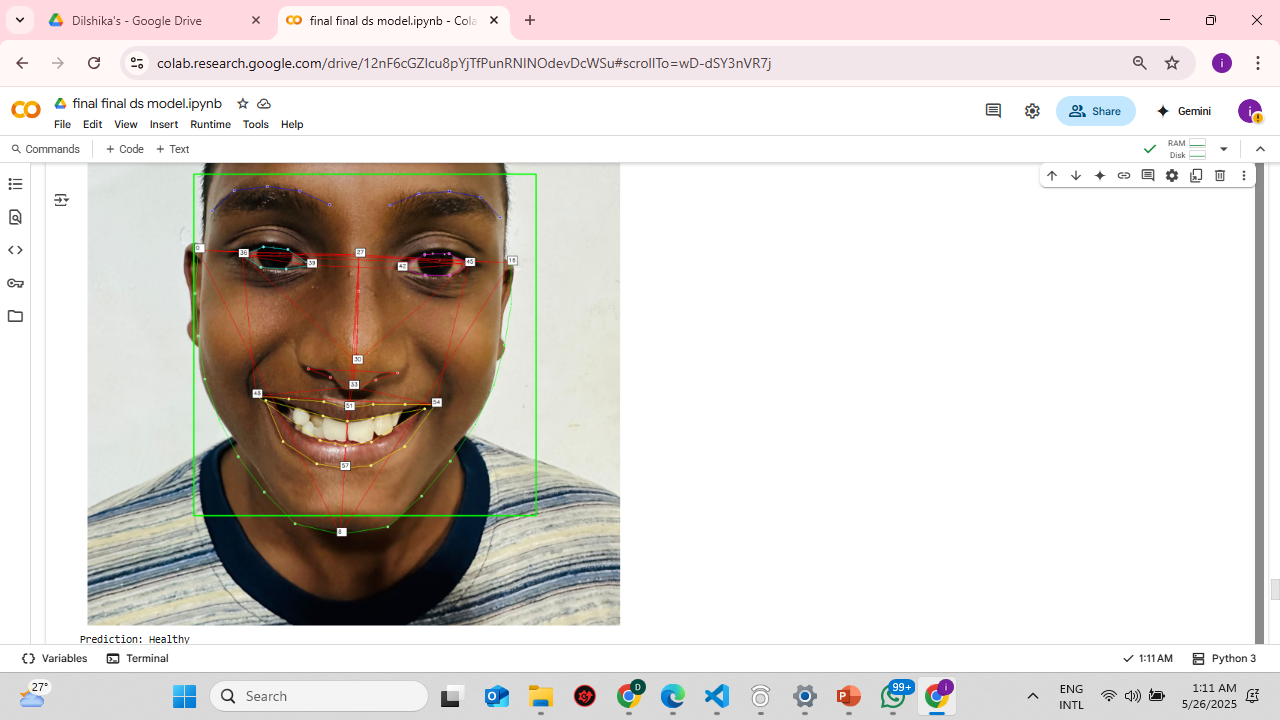 Dilshika's - Google Drive
final final ds model.ipynb - Cola
colab.research.google.com/drive/12nF6cGZIcu8pYjTfPunRNINOdevDcWSu#scrollTo=wD-dSY3nVR7j
i
final final ds model.ipynb
File Edit View Insert Runtime Tools Help
Share
Gemini
i
Commands + Code + Text
RAM
Disk
0 36 39 27 42 45 16
30
33
48 51 54
57
8
Prediction: Healthy
Variables Terminal
1:11 AM Python 3
27°
Search
D
99+
i
ENG
INTL
1:11 AM
5/26/2025